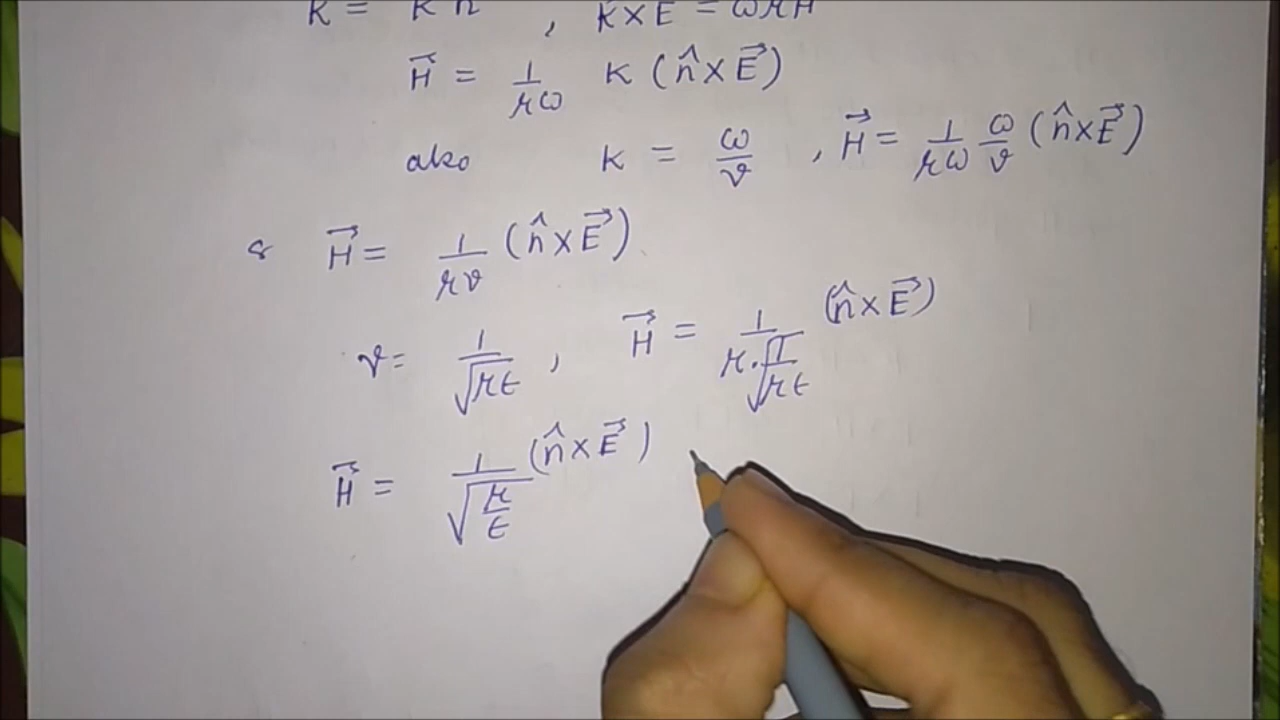 K = K n̂ , K×E = ωμH
H⃗ = 1/μω K (n̂×E⃗)
also K = ω/v , H⃗ = 1/μω ω/v (n̂×E⃗)
H⃗ = 1/μv (n̂×E⃗)
v = 1/√με , H⃗ = 1/μ.√1/με (n̂×E⃗)
H⃗ = 1/√μ/ε (n̂×E⃗)